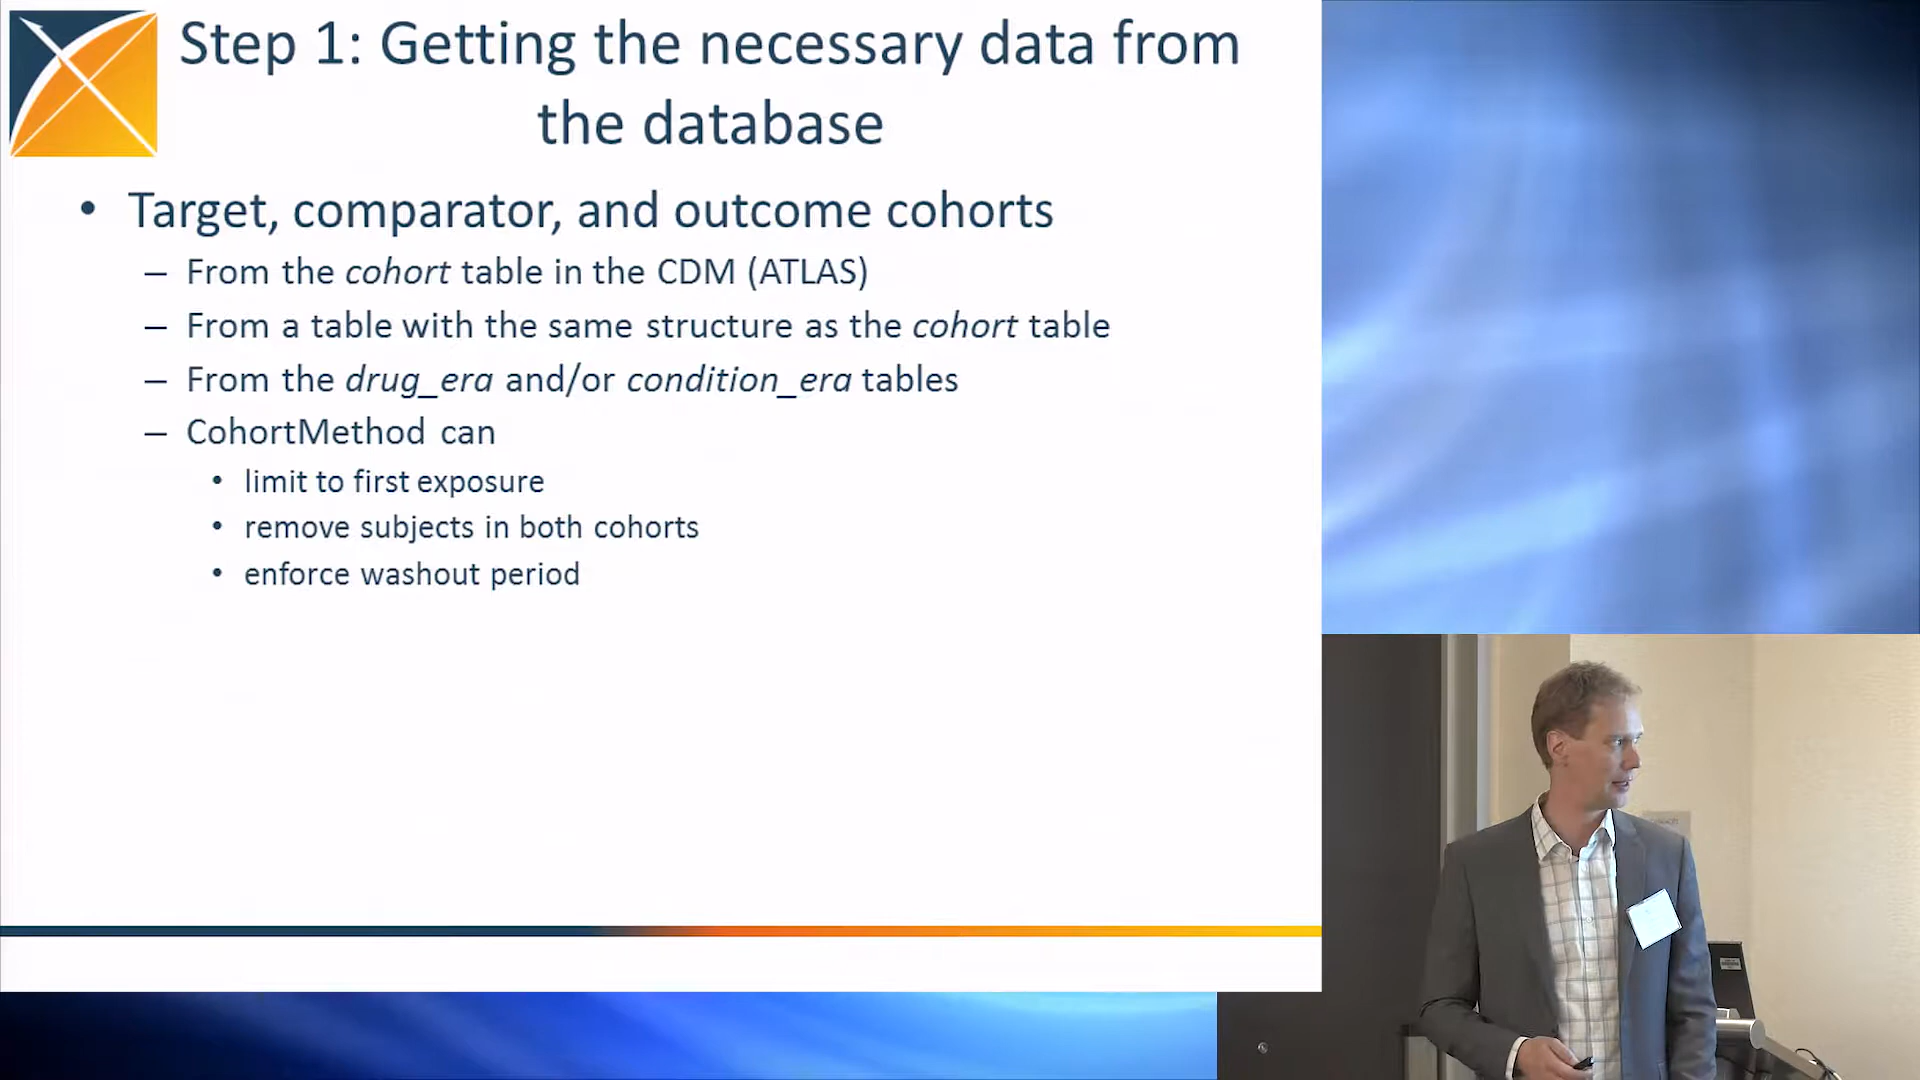 Step 1: Getting the necessary data from
the database
• Target, comparator, and outcome cohorts
– From the cohort table in the CDM (ATLAS)
– From a table with the same structure as the cohort table
– From the drug_era and/or condition_era tables
– CohortMethod can
• limit to first exposure
• remove subjects in both cohorts
• enforce washout period